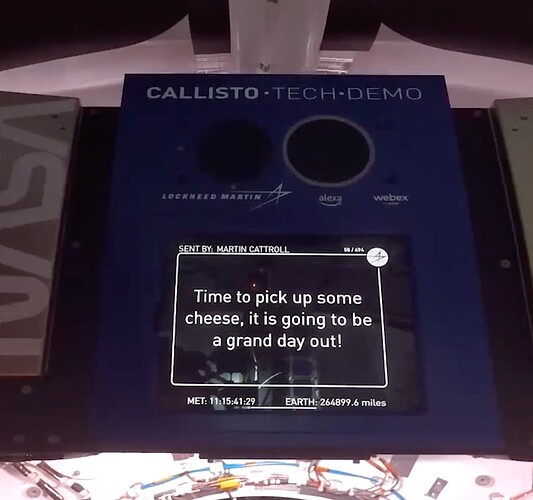 CALLISTO • TECH • DEMO
LOCKHEED MARTIN
alexa
webex
SENT BY: MARTIN CATTROLL
Time to pick up some
cheese, it is going to be
a grand day out!
MET: 11:15:41:29
EARTH: 264899.6 miles
NASA